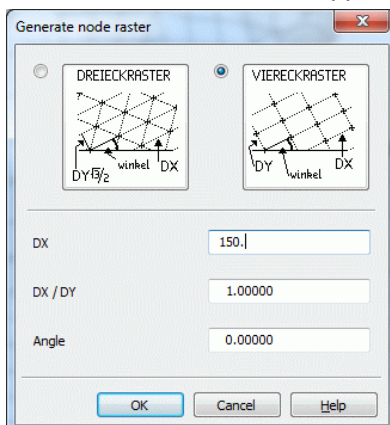 Generate node raster
DREIECKRASTER
winkel DX
DY√3/2
VIERECKRASTER
DY DX
winkel
DX 150.
DX / DY 1.00000
Angle 0.00000
OK Cancel Help